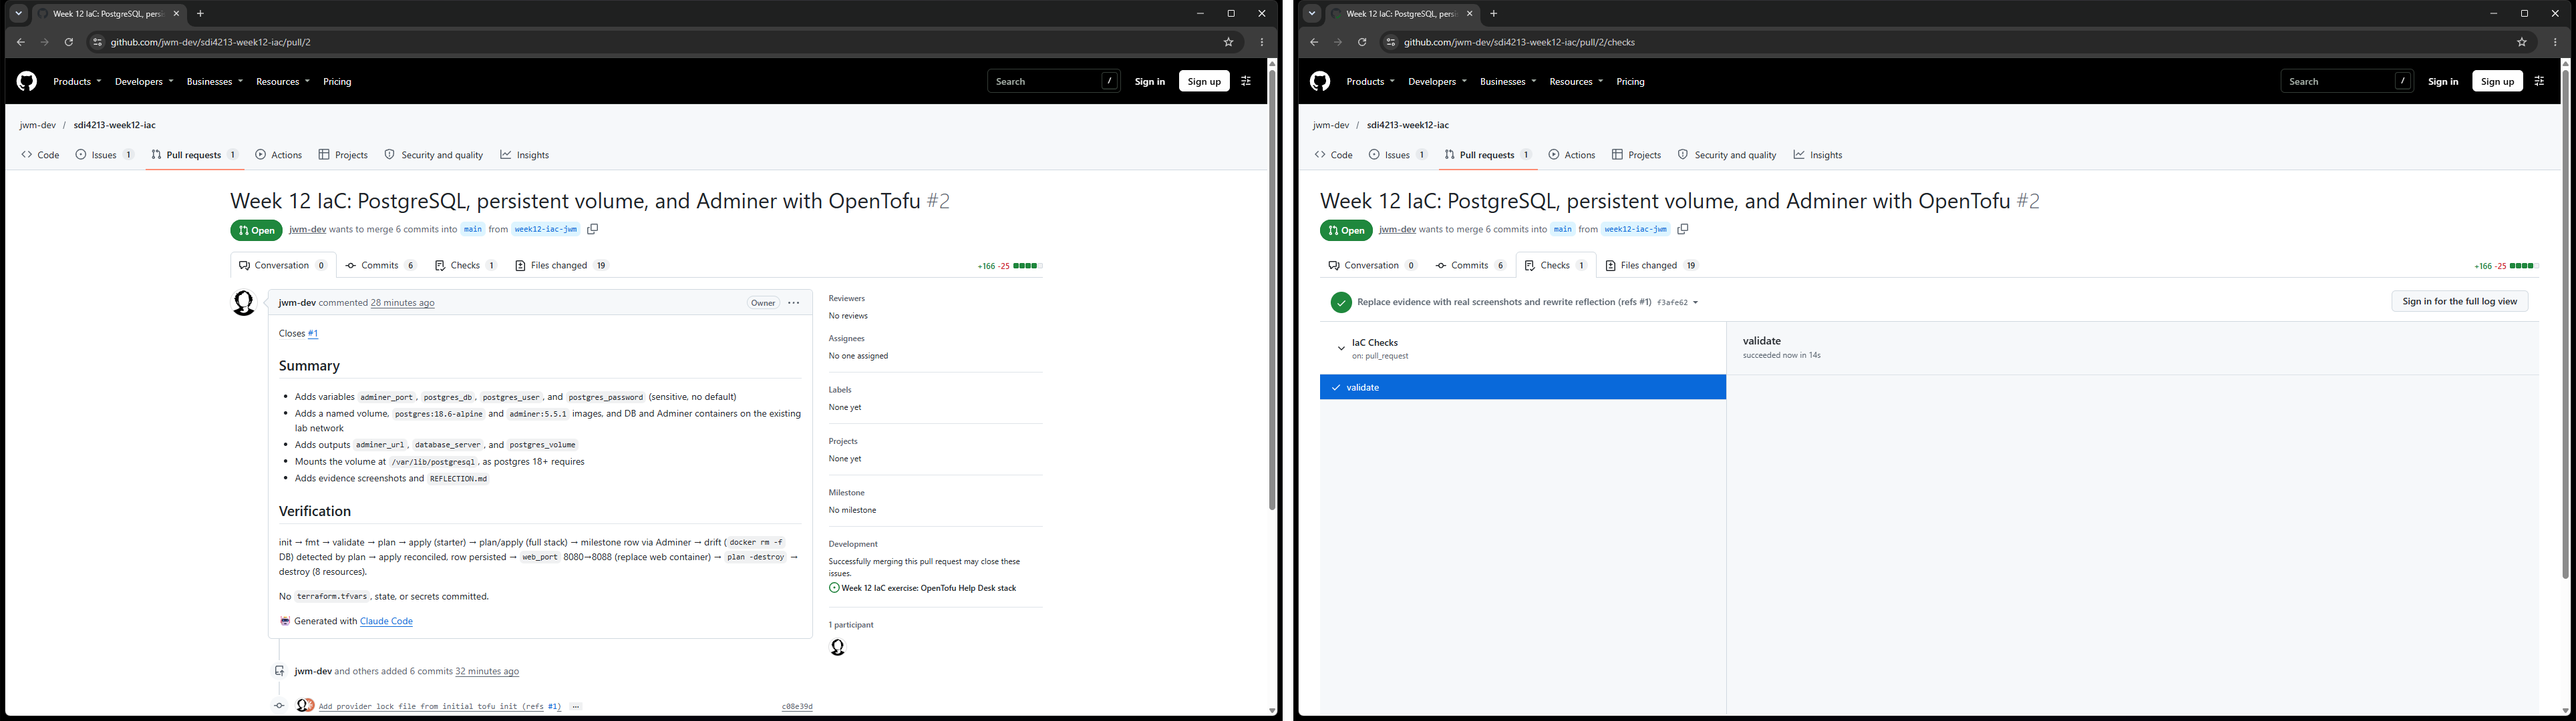 Week 12 IaC: PostgreSQL, persis
github.com/jwm-dev/sdi4213-week12-iac/pull/2
Products Developers Businesses Resources Pricing
Search /
Sign in
Sign up
jwm-dev / sdi4213-week12-iac
Code Issues 1 Pull requests 1 Actions Projects Security and quality Insights
Week 12 IaC: PostgreSQL, persistent volume, and Adminer with OpenTofu #2
Open jwm-dev wants to merge 6 commits into main from week12-iac-jwm
Conversation 0 Commits 6 Checks 1 Files changed 19
+166 -25
jwm-dev commented 28 minutes ago
Owner
Closes #1
Summary
Adds variables adminer_port, postgres_db, postgres_user, and postgres_password (sensitive, no default)
Adds a named volume, postgres:18.6-alpine and adminer:5.5.1 images, and DB and Adminer containers on the existing
lab network
Adds outputs adminer_url, database_server, and postgres_volume
Mounts the volume at /var/lib/postgresql, as postgres 18+ requires
Adds evidence screenshots and REFLECTION.md
Verification
init → fmt → validate → plan → apply (starter) → plan/apply (full stack) → milestone row via Adminer → drift ( docker rm -f
DB) detected by plan → apply reconciled, row persisted → web_port 8080→8088 (replace web container) → plan -destroy →
destroy (8 resources).
No terraform.tfvars, state, or secrets committed.
🤖 Generated with Claude Code
jwm-dev and others added 6 commits 32 minutes ago
Add provider lock file from initial tofu init (refs #1) ...
c08e39d
Reviewers
No reviews
Assignees
No one assigned
Labels
None yet
Projects
None yet
Milestone
No milestone
Development
Successfully merging this pull request may close these
issues.
Week 12 IaC exercise: OpenTofu Help Desk stack
1 participant
Week 12 IaC: PostgreSQL, persis
github.com/jwm-dev/sdi4213-week12-iac/pull/2/checks
Products Developers Businesses Resources Pricing
Search /
Sign in
Sign up
jwm-dev / sdi4213-week12-iac
Code Issues 1 Pull requests 1 Actions Projects Security and quality Insights
Week 12 IaC: PostgreSQL, persistent volume, and Adminer with OpenTofu #2
Open jwm-dev wants to merge 6 commits into main from week12-iac-jwm
Conversation 0 Commits 6 Checks 1 Files changed 19
+166 -25
Replace evidence with real screenshots and rewrite reflection (refs #1) f3afe62
Sign in for the full log view
IaC Checks
on: pull_request
validate
validate
succeeded now in 14s